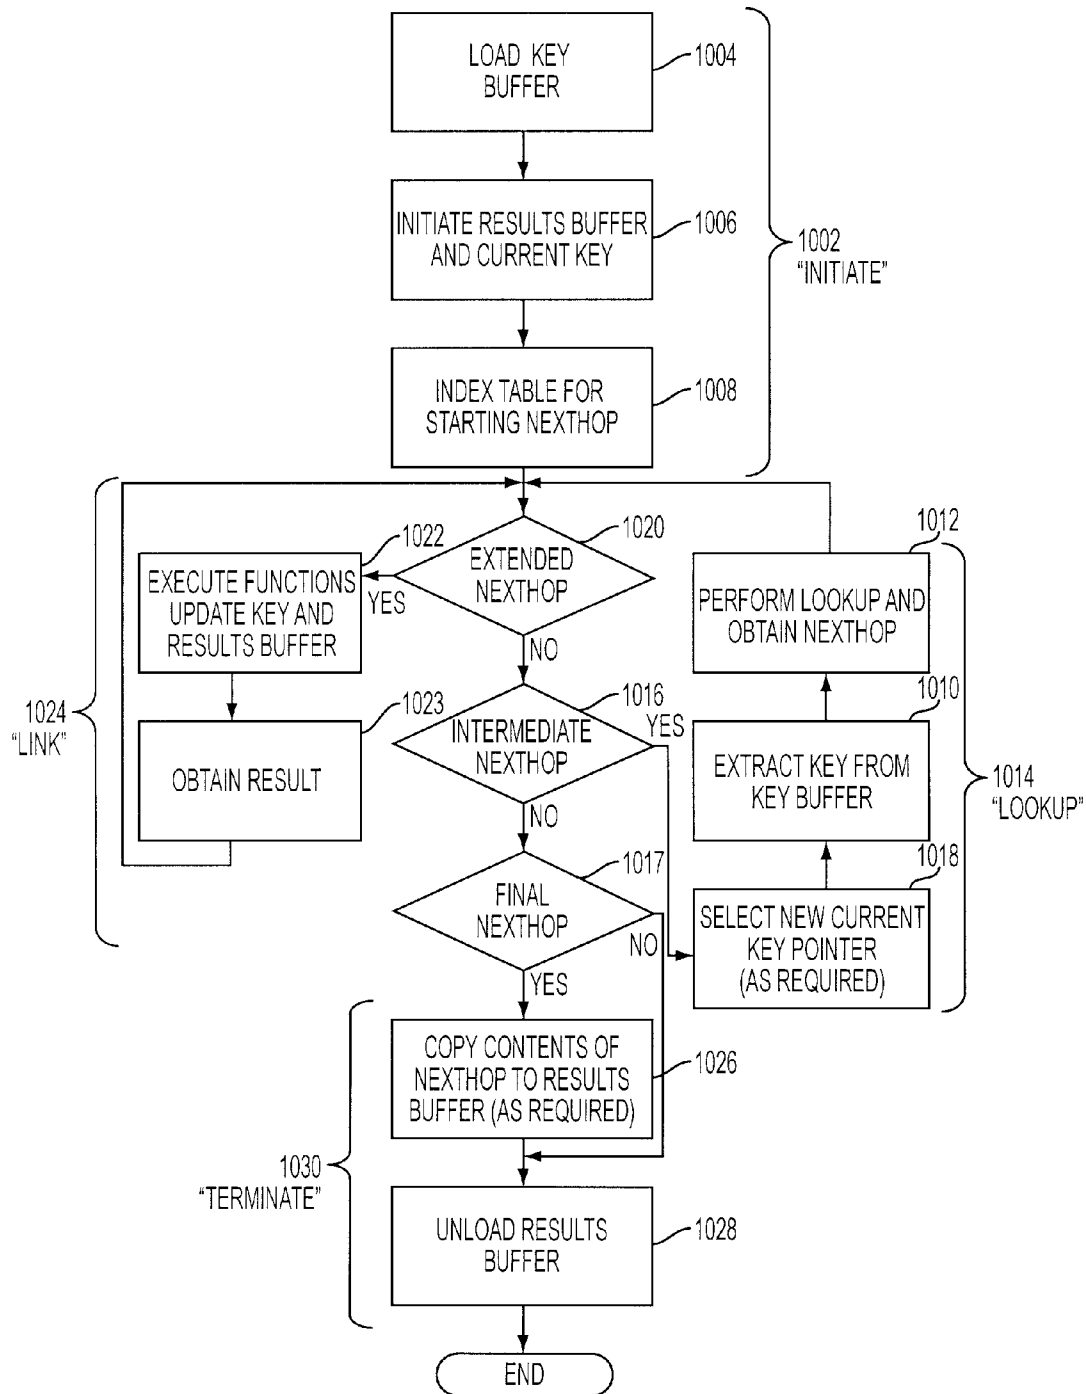 LOAD KEY
BUFFER
1004
INITIATE RESULTS BUFFER
AND CURRENT KEY
1006
1002
"INITIATE"
INDEX TABLE FOR
STARTING NEXTHOP
1008
EXTENDED
NEXTHOP
1020
YES
NO
1022
EXECUTE FUNCTIONS
UPDATE KEY AND
RESULTS BUFFER
1023
OBTAIN RESULT
1024
"LINK"
INTERMEDIATE
NEXTHOP
1016
YES
NO
1012
PERFORM LOOKUP AND
OBTAIN NEXTHOP
1010
EXTRACT KEY FROM
KEY BUFFER
1018
SELECT NEW CURRENT
KEY POINTER
(AS REQUIRED)
1014
"LOOKUP"
FINAL
NEXTHOP
1017
NO
YES
COPY CONTENTS OF
NEXTHOP TO RESULTS
BUFFER (AS REQUIRED)
1026
1030
"TERMINATE"
UNLOAD RESULTS
BUFFER
1028
END